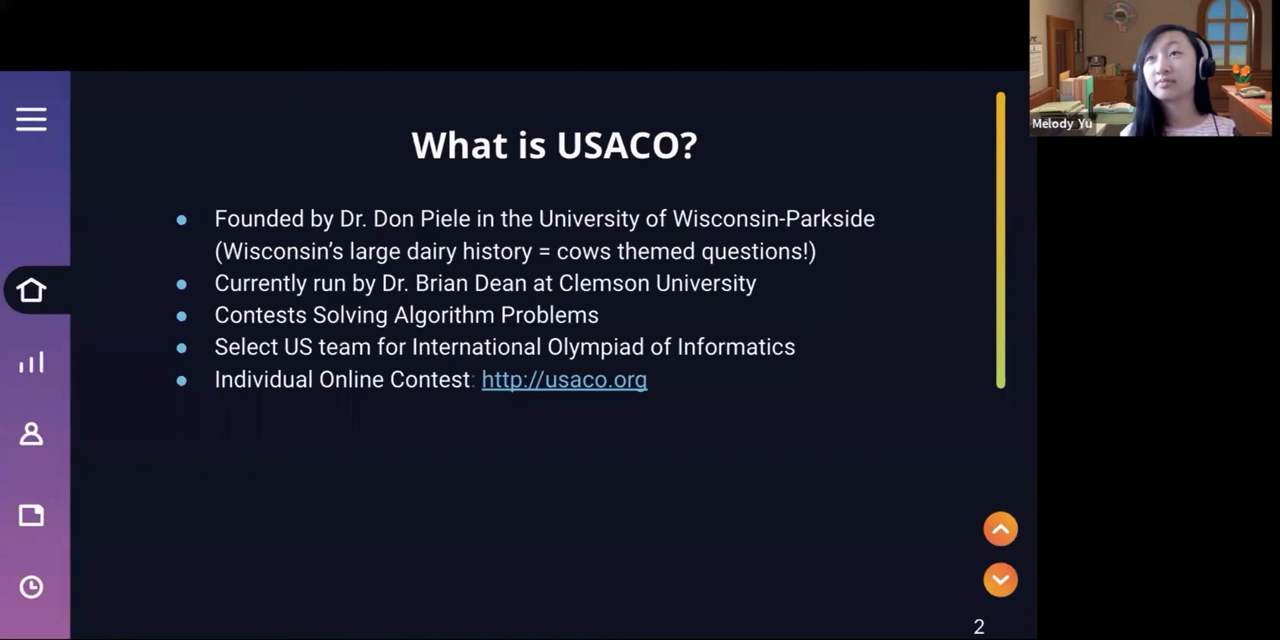 Melody Yu
What is USACO?
Founded by Dr. Don Piele in the University of Wisconsin-Parkside
(Wisconsin's large dairy history = cows themed questions!)
Currently run by Dr. Brian Dean at Clemson University
Contests Solving Algorithm Problems
Select US team for International Olympiad of Informatics
Individual Online Contest: http://usaco.org
2